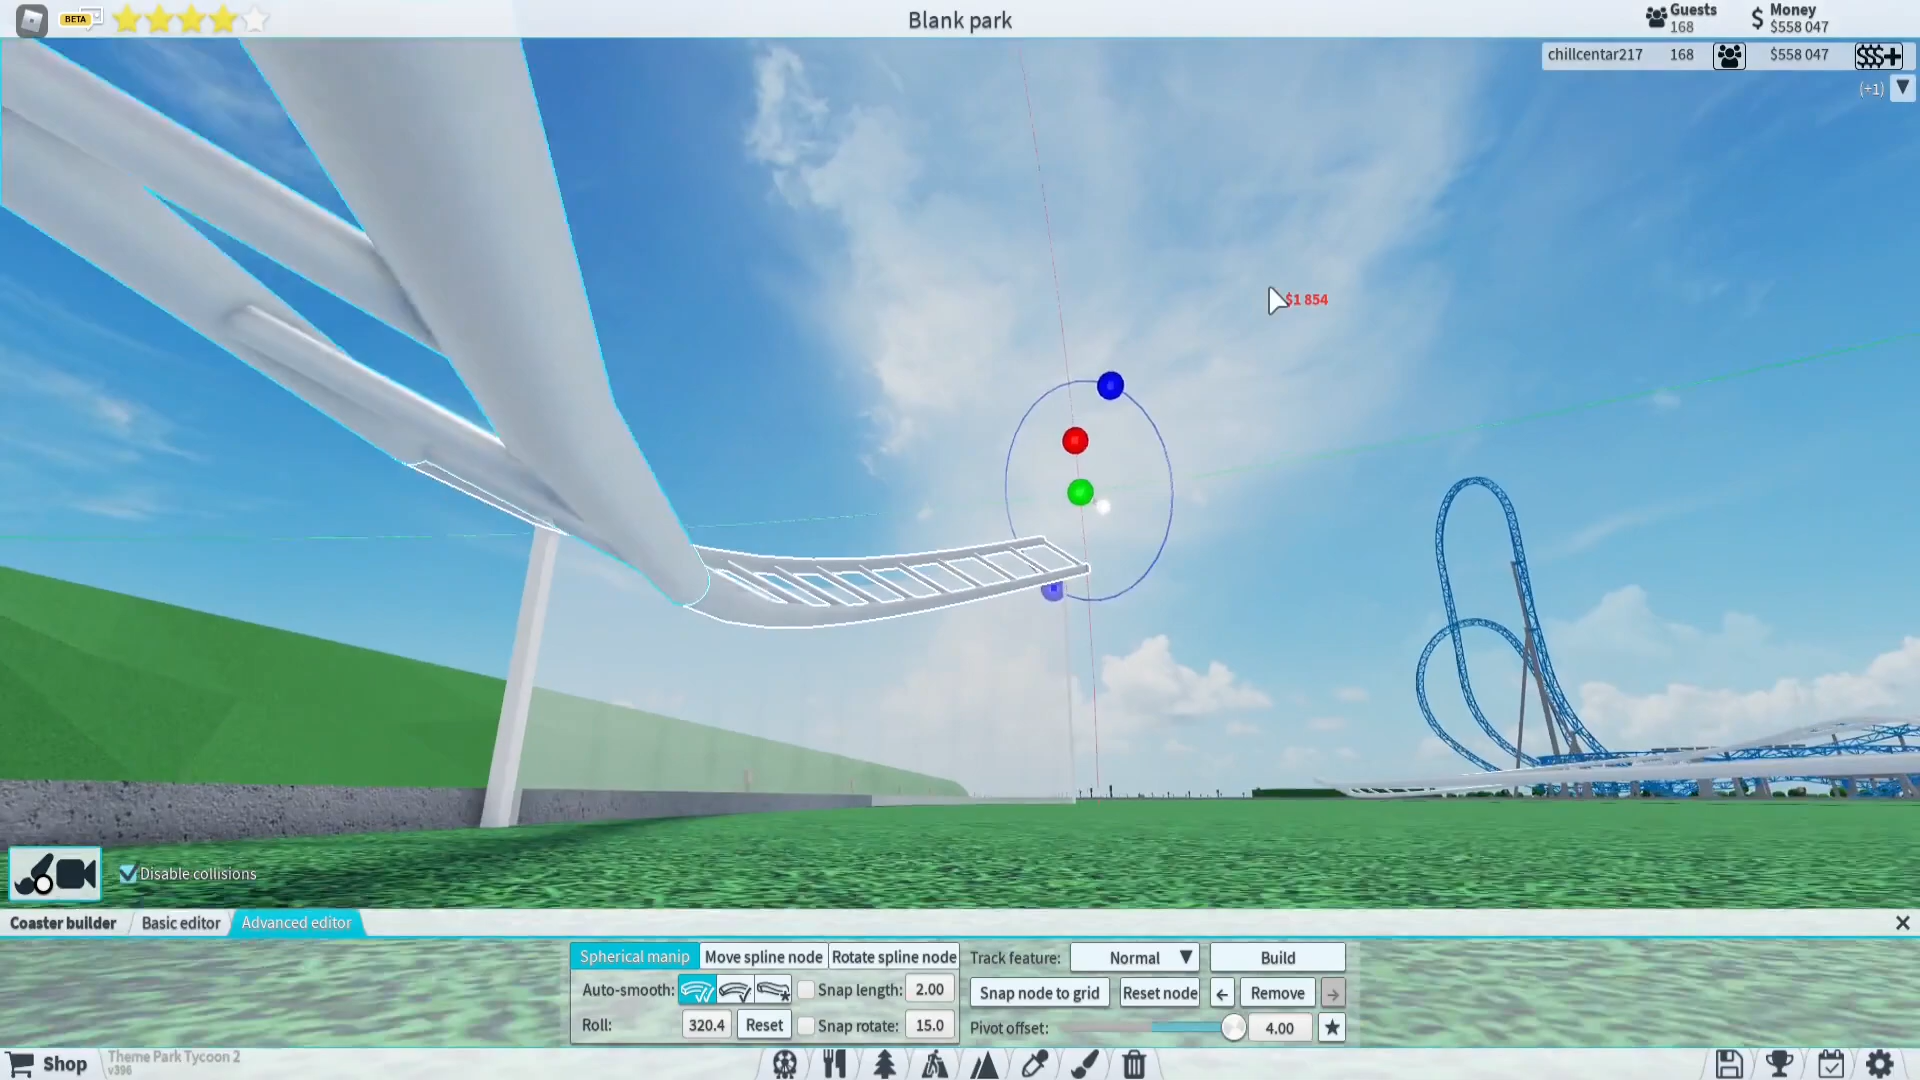 BETA
Blank park
Guests
168
Money
$558 047
chillcentar217 168 $558 047
$$$+
(+1)
$1 854
Disable collisions
Coaster builder Basic editor Advanced editor
Spherical manip Move spline node Rotate spline node Track feature: Normal Build
Auto-smooth: Snap length: 2.00 Snap node to grid Reset node Remove
Roll: 320.4 Reset Snap rotate: 15.0 Pivot offset: 4.00
Shop
Theme Park Tycoon 2
v396